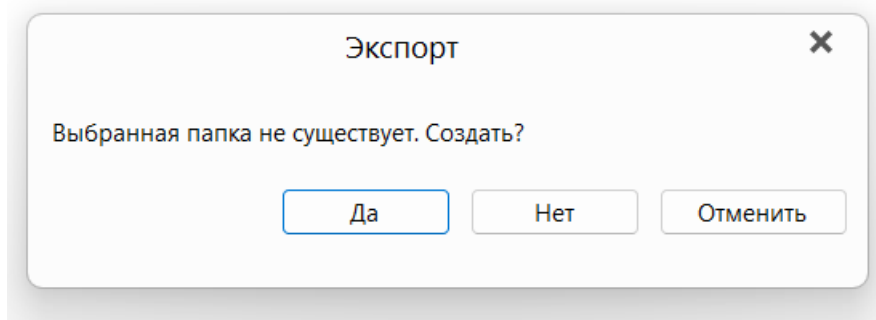 Экспорт
Выбранная папка не существует. Создать?
Да
Нет
Отменить